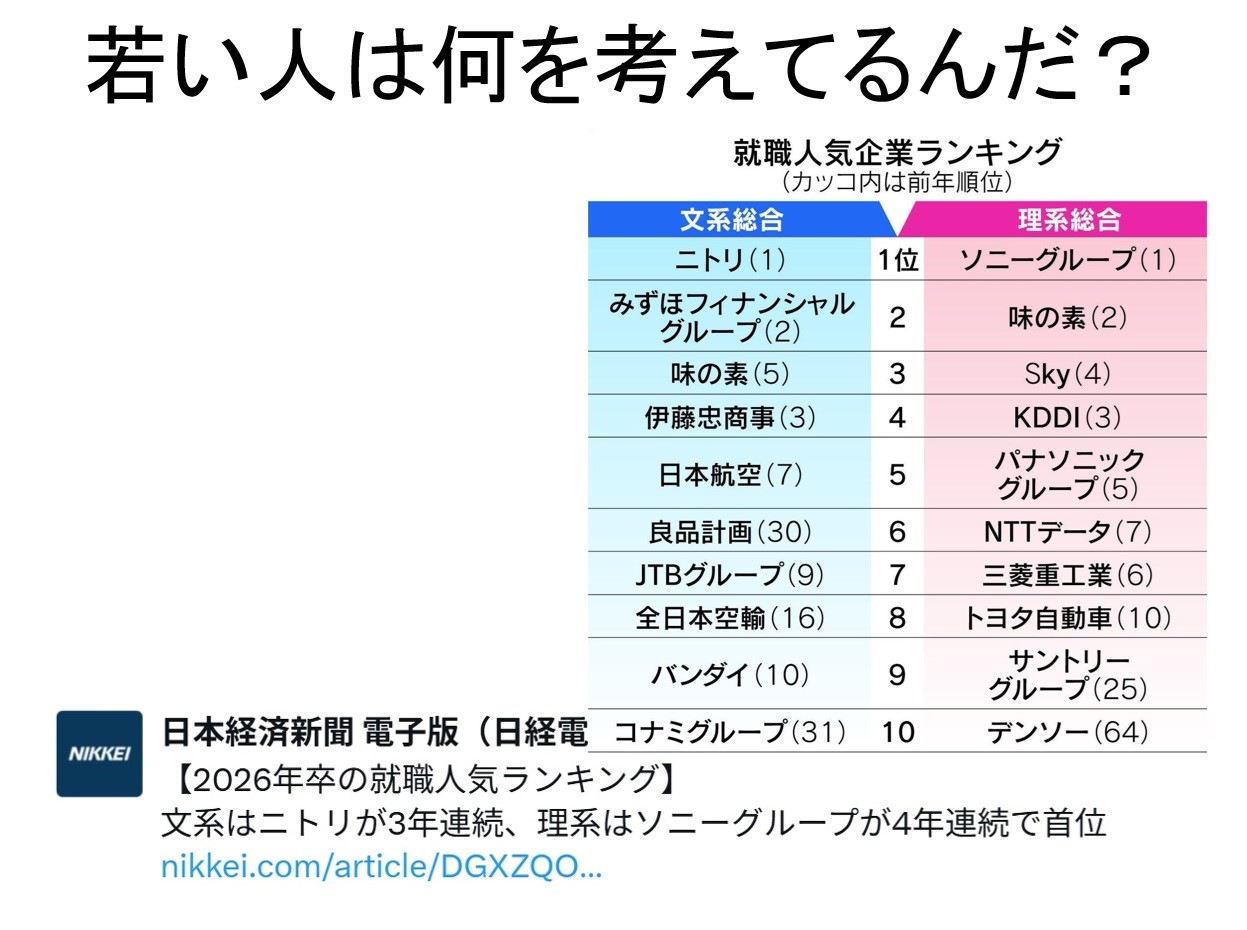 若い人は何を考えてるんだ？
就職人気企業ランキング
（カッコ内は前年順位）
文系総合 理系総合
ニトリ（1） 1位 ソニーグループ（1）
みずほフィナンシャル
グループ（2） 2 味の素（2）
味の素（5） 3 Sky（4）
伊藤忠商事（3） 4 KDDI（3）
日本航空（7） 5 パナソニック
グループ（5）
良品計画（30） 6 NTTデータ（7）
JTBグループ（9） 7 三菱重工業（6）
全日本空輸（16） 8 トヨタ自動車（10）
バンダイ（10） 9 サントリー
グループ（25）
コナミグループ（31） 10 デンソー（64）
NIKKEI
日本経済新聞 電子版（日経電
【2026年卒の就職人気ランキング】
文系はニトリが3年連続、理系はソニーグループが4年連続で首位
nikkei.com/article/DGXZQO...